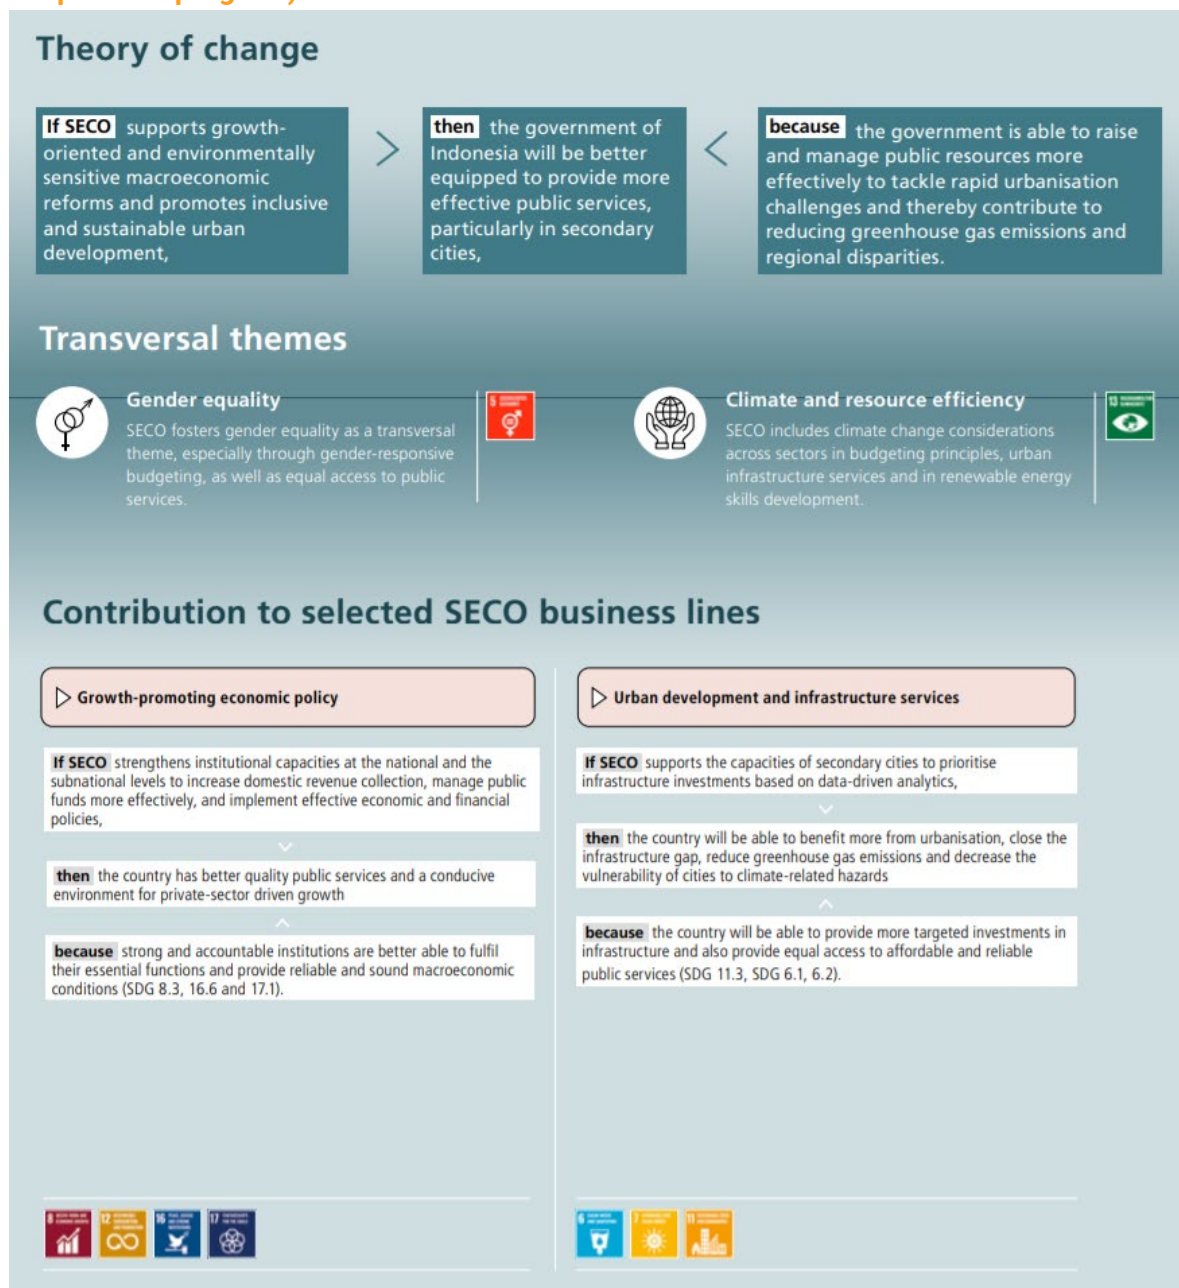 Theory of change
If SECO supports growth-
oriented and environmentally
sensitive macroeconomic
reforms and promotes inclusive
and sustainable urban
development,
then the government of
Indonesia will be better
equipped to provide more
effective public services,
particularly in secondary
cities,
because the government is able to raise
and manage public resources more
effectively to tackle rapid urbanisation
challenges and thereby contribute to
reducing greenhouse gas emissions and
regional disparities.
Transversal themes
Gender equality
SECO fosters gender equality as a transversal
theme, especially through gender-responsive
budgeting, as well as equal access to public
services.
5
Climate and resource efficiency
SECO includes climate change considerations
across sectors in budgeting principles, urban
infrastructure services and in renewable energy
skills development.
13
Contribution to selected SECO business lines
Growth-promoting economic policy
If SECO strengthens institutional capacities at the national and the
subnational levels to increase domestic revenue collection, manage public
funds more effectively, and implement effective economic and financial
policies,
then the country has better quality public services and a conducive
environment for private-sector driven growth
because strong and accountable institutions are better able to fulfil
their essential functions and provide reliable and sound macroeconomic
conditions (SDG 8.3, 16.6 and 17.1).
8
12
16
17
Urban development and infrastructure services
If SECO supports the capacities of secondary cities to prioritise
infrastructure investments based on data-driven analytics,
then the country will be able to benefit more from urbanisation, close the
infrastructure gap, reduce greenhouse gas emissions and decrease the
vulnerability of cities to climate-related hazards
because the country will be able to provide more targeted investments in
infrastructure and also provide equal access to affordable and reliable
public services (SDG 11.3, SDG 6.1, 6.2).
6
7
11